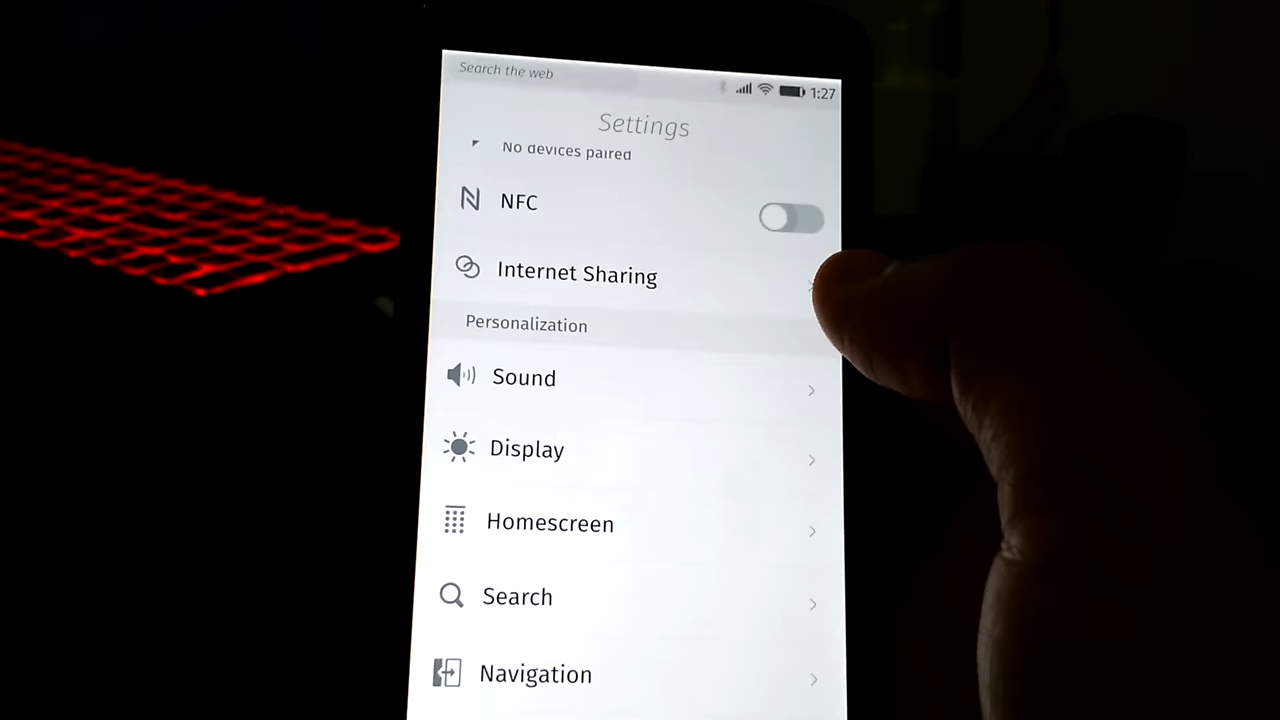 Search the web
1:27
Settings
No devices paired
NFC
Internet Sharing
Personalization
Sound
Display
Homescreen
Search
Navigation